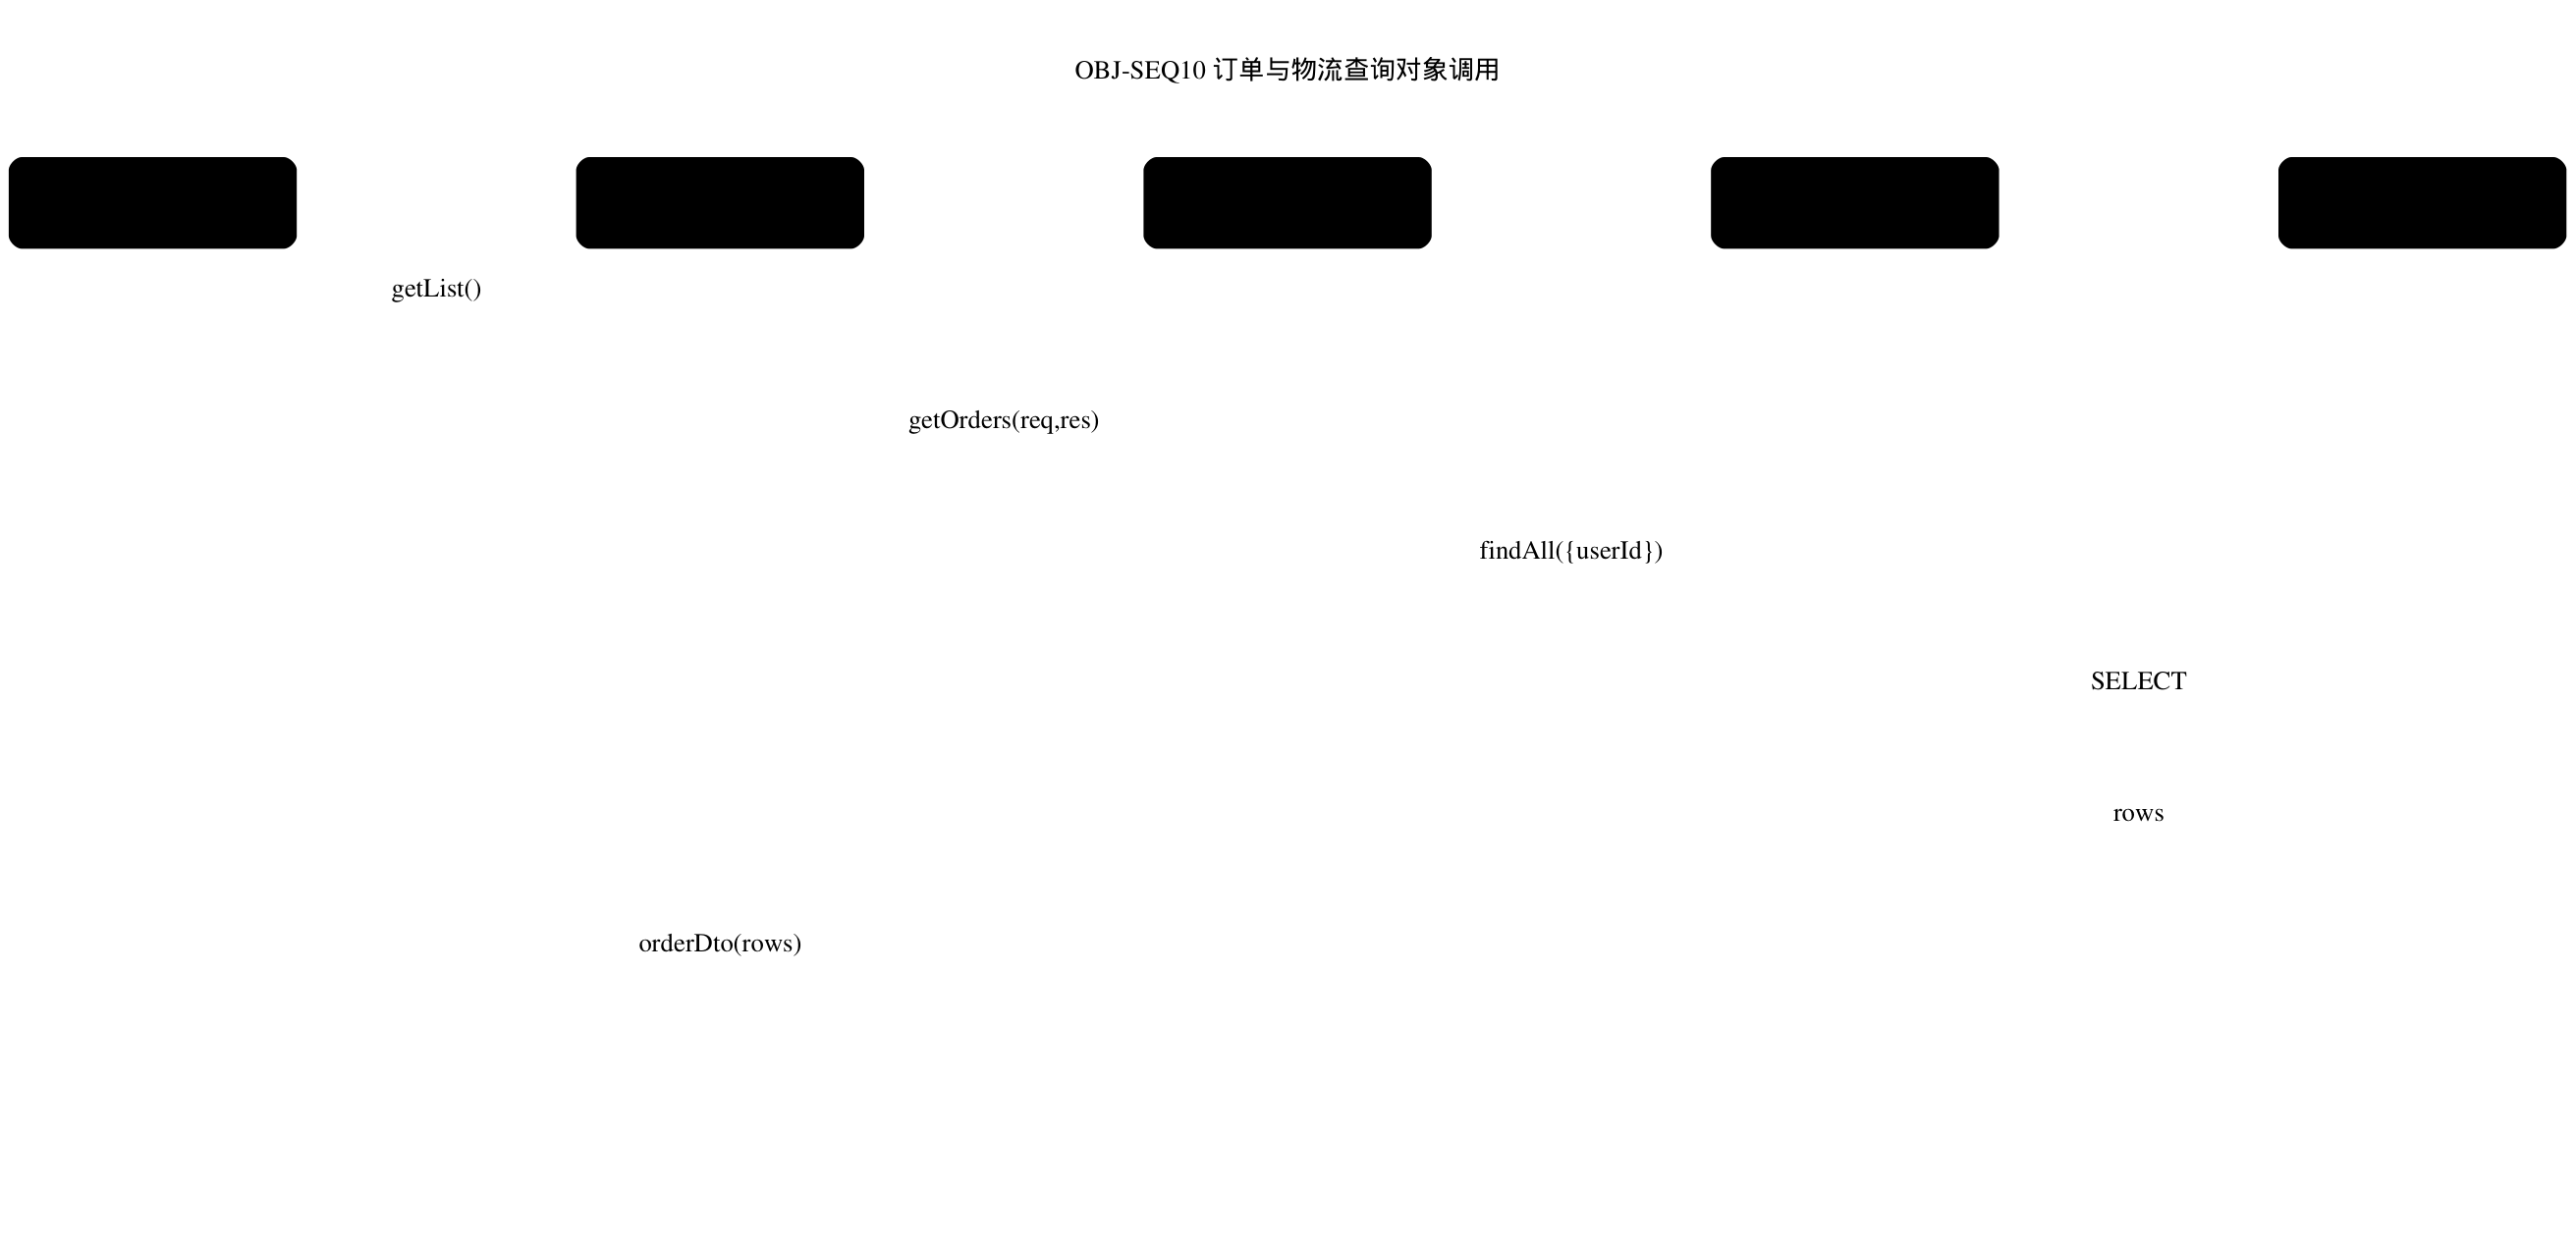 OBJ-SEQ10 订单与物流查询对象调用
getList()
getOrders(req,res)
findAll({userId})
SELECT
rows
orderDto(rows)